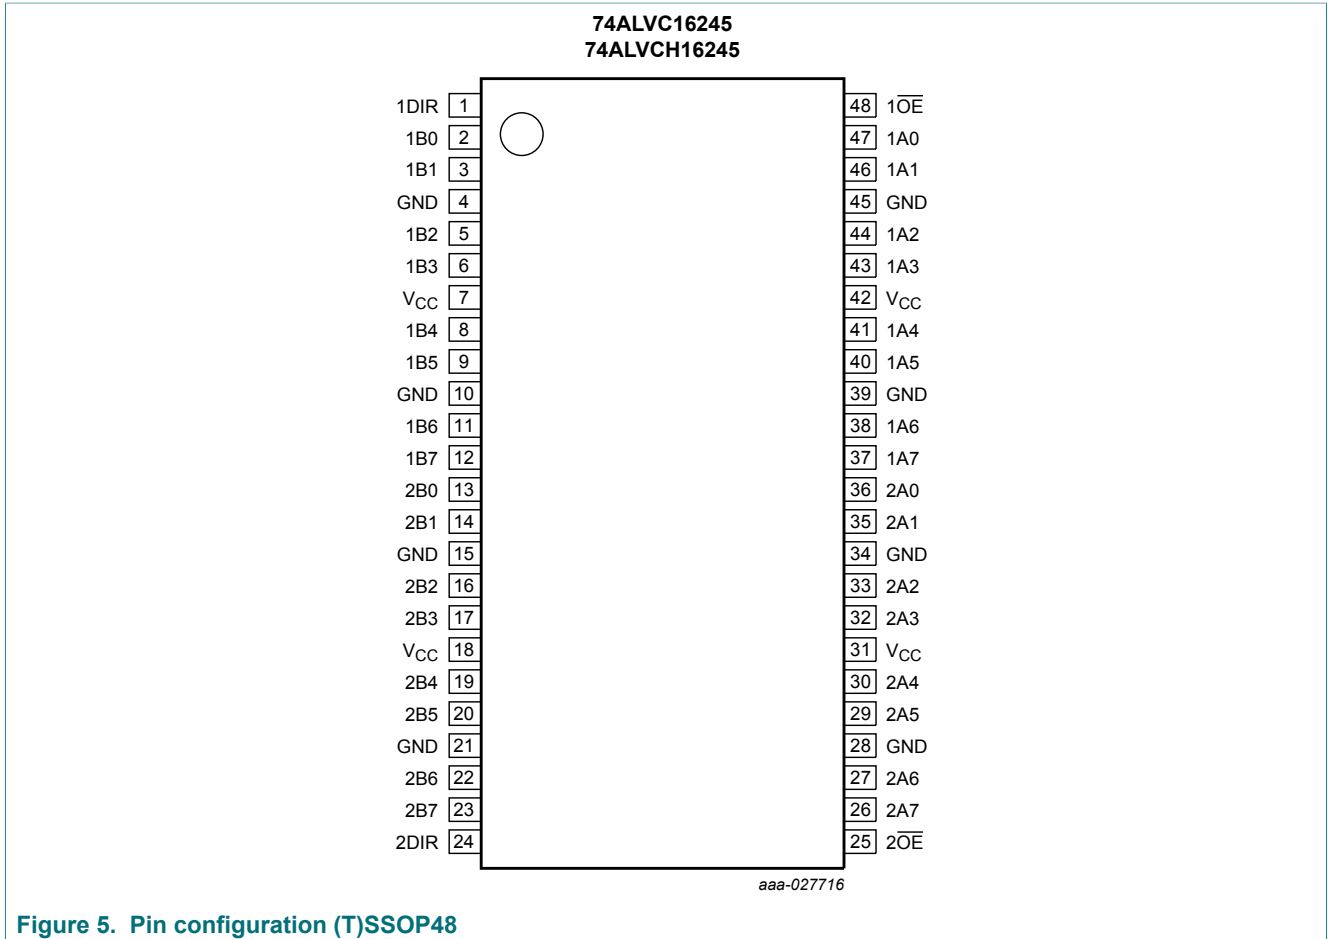 74ALVC16245
74ALVCH16245
1DIR 1 48 1O̅E̅
1B0 2 47 1A0
1B1 3 46 1A1
GND 4 45 GND
1B2 5 44 1A2
1B3 6 43 1A3
VCC 7 42 VCC
1B4 8 41 1A4
1B5 9 40 1A5
GND 10 39 GND
1B6 11 38 1A6
1B7 12 37 1A7
2B0 13 36 2A0
2B1 14 35 2A1
GND 15 34 GND
2B2 16 33 2A2
2B3 17 32 2A3
VCC 18 31 VCC
2B4 19 30 2A4
2B5 20 29 2A5
GND 21 28 GND
2B6 22 27 2A6
2B7 23 26 2A7
2DIR 24 25 2O̅E̅
aaa-027716
Figure 5. Pin configuration (T)SSOP48